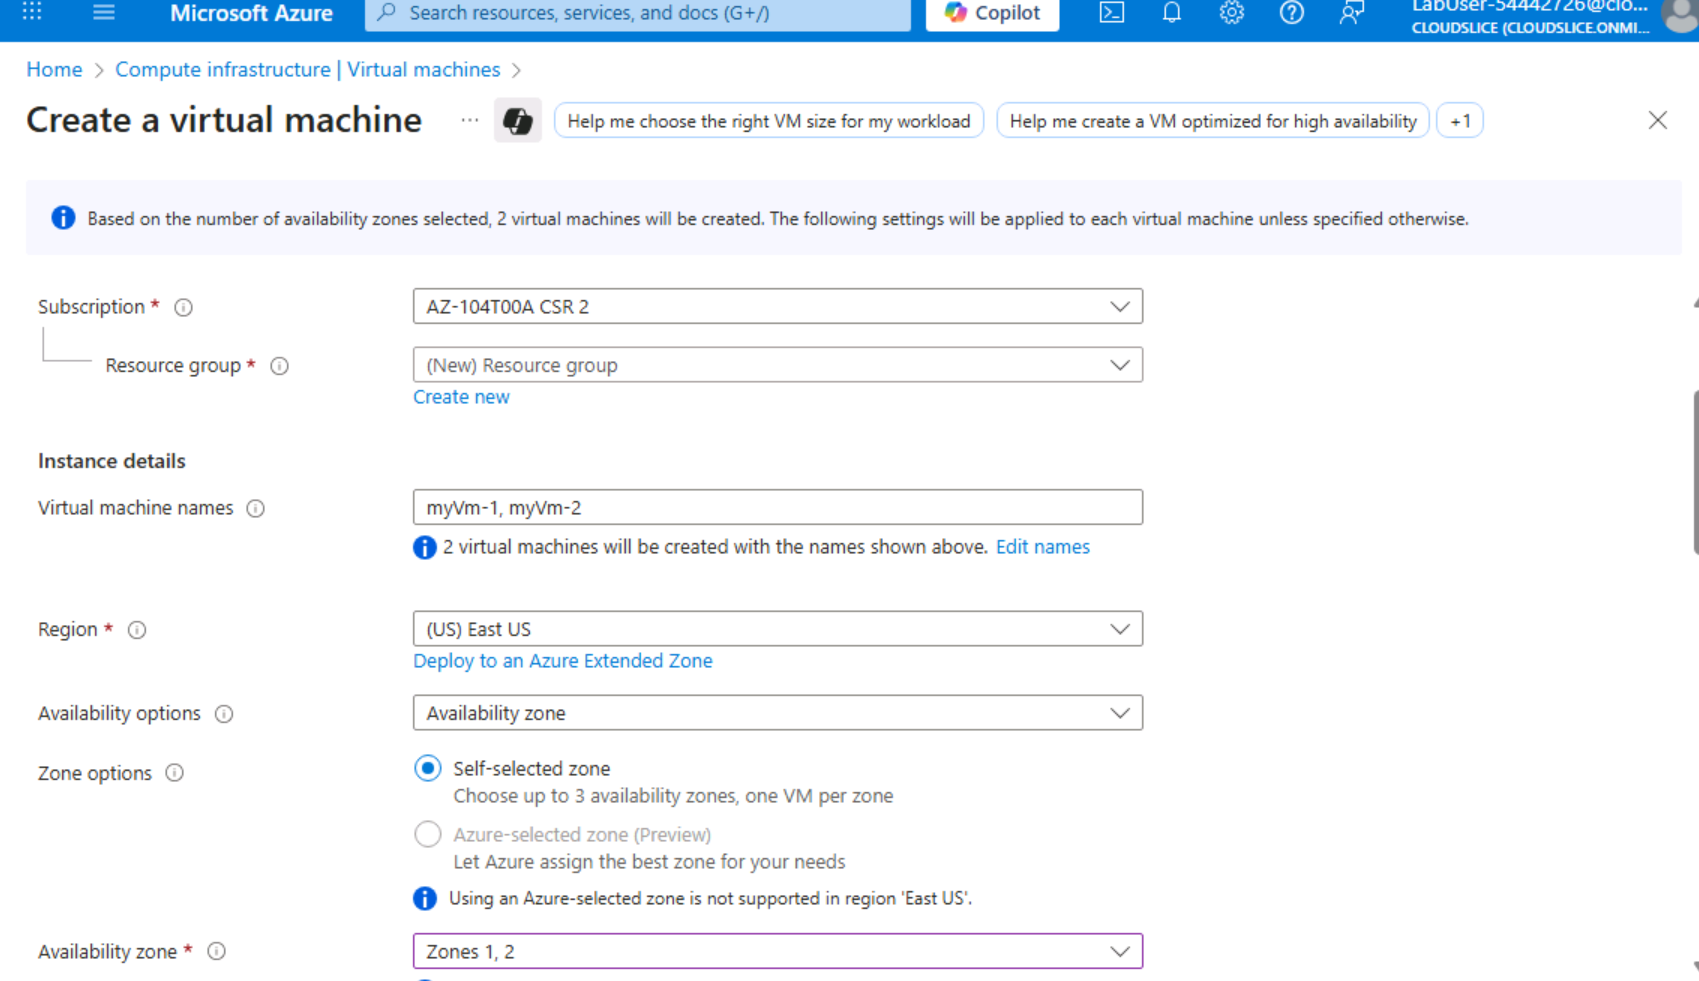 Microsoft Azure
Search resources, services, and docs (G+/)
Copilot
LabUser-54442726@clo...
CLOUDSLICE (CLOUDSLICE.ONMI...
Home > Compute infrastructure | Virtual machines >
Create a virtual machine ...
Help me choose the right VM size for my workload
Help me create a VM optimized for high availability
+1
Based on the number of availability zones selected, 2 virtual machines will be created. The following settings will be applied to each virtual machine unless specified otherwise.
Subscription *
AZ-104T00A CSR 2
Resource group *
(New) Resource group
Create new
Instance details
Virtual machine names
myVm-1, myVm-2
2 virtual machines will be created with the names shown above. Edit names
Region *
(US) East US
Deploy to an Azure Extended Zone
Availability options
Availability zone
Zone options
Self-selected zone
Choose up to 3 availability zones, one VM per zone
Azure-selected zone (Preview)
Let Azure assign the best zone for your needs
Using an Azure-selected zone is not supported in region 'East US'.
Availability zone *
Zones 1, 2